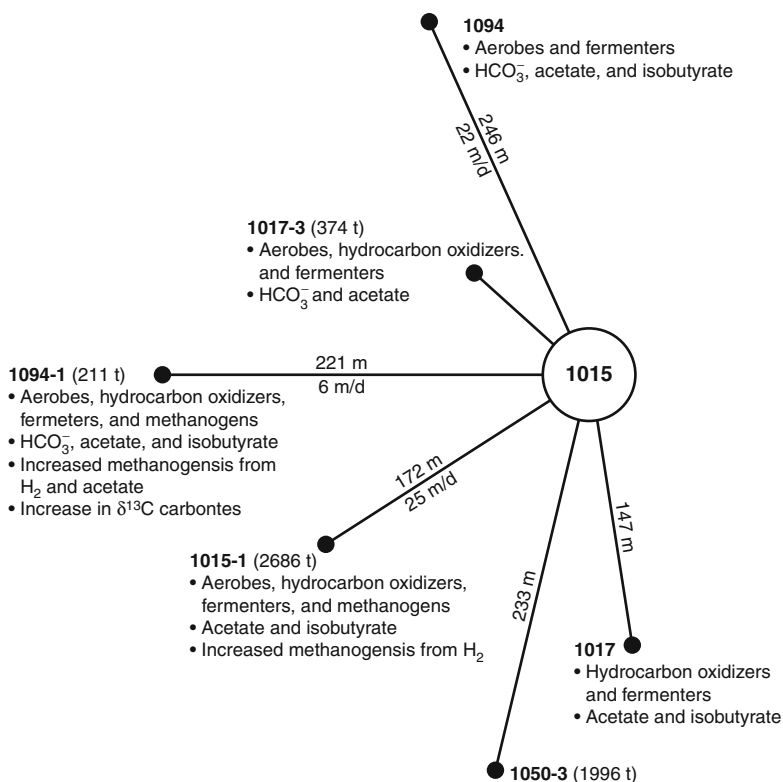 1094
• Aerobes and fermenters
• HCO₃⁻, acetate, and isobutyrate
246 m
22 m/d
1017-3 (374 t)
• Aerobes, hydrocarbon oxidizers.
and fermenters
• HCO₃⁻ and acetate
1015
221 m
6 m/d
1094-1 (211 t)
• Aerobes, hydrocarbon oxidizers,
fermeters, and methanogens
• HCO₃⁻, acetate, and isobutyrate
• Increased methanogensis from
H₂ and acetate
• Increase in δ¹³C carbontes
172 m
25 m/d
1015-1 (2686 t)
• Aerobes, hydrocarbon oxidizers,
fermenters, and methanogens
• Acetate and isobutyrate
• Increased methanogensis from H₂
233 m
147 m
1017
• Hydrocarbon oxidizers
and fermenters
• Acetate and isobutyrate
1050-3 (1996 t)